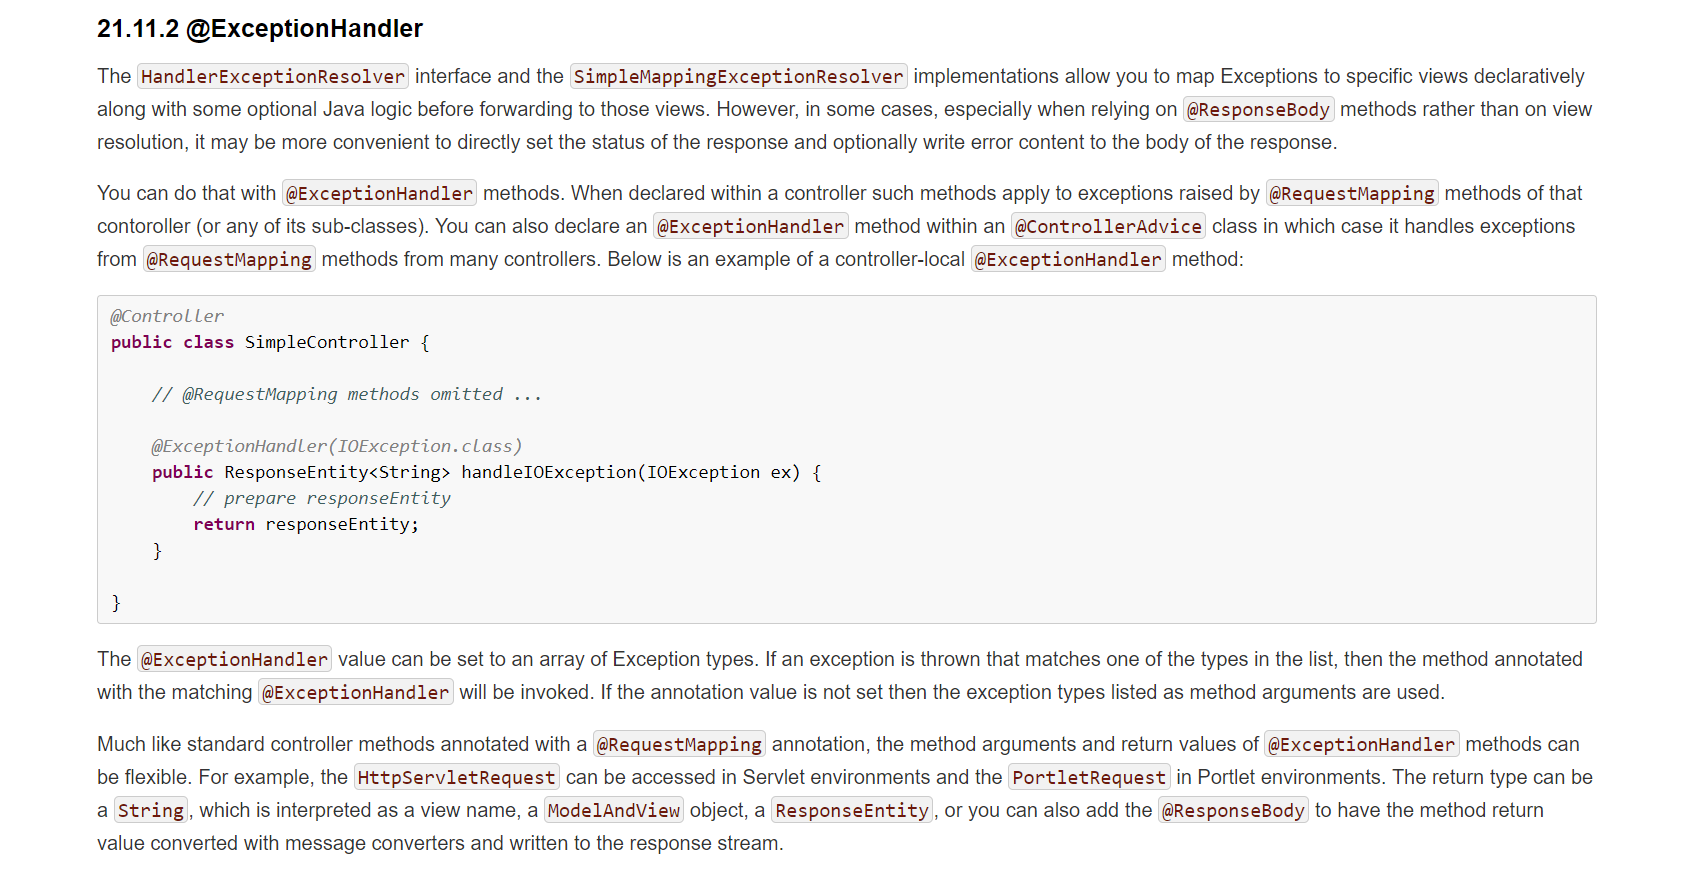 21.11.2 @ExceptionHandler
The HandlerExceptionResolver interface and the SimpleMappingExceptionResolver implementations allow you to map Exceptions to specific views declaratively
along with some optional Java logic before forwarding to those views. However, in some cases, especially when relying on @ResponseBody methods rather than on view
resolution, it may be more convenient to directly set the status of the response and optionally write error content to the body of the response.
You can do that with @ExceptionHandler methods. When declared within a controller such methods apply to exceptions raised by @RequestMapping methods of that
contoroller (or any of its sub-classes). You can also declare an @ExceptionHandler method within an @ControllerAdvice class in which case it handles exceptions
from @RequestMapping methods from many controllers. Below is an example of a controller-local @ExceptionHandler method:
@Controller
public class SimpleController {
// @RequestMapping methods omitted ...
@ExceptionHandler(IOException.class)
public ResponseEntity<String> handleIOException(IOException ex) {
// prepare responseEntity
return responseEntity;
}
}
The @ExceptionHandler value can be set to an array of Exception types. If an exception is thrown that matches one of the types in the list, then the method annotated
with the matching @ExceptionHandler will be invoked. If the annotation value is not set then the exception types listed as method arguments are used.
Much like standard controller methods annotated with a @RequestMapping annotation, the method arguments and return values of @ExceptionHandler methods can
be flexible. For example, the HttpServletRequest can be accessed in Servlet environments and the PortletRequest in Portlet environments. The return type can be
a String, which is interpreted as a view name, a ModelAndView object, a ResponseEntity, or you can also add the @ResponseBody to have the method return
value converted with message converters and written to the response stream.